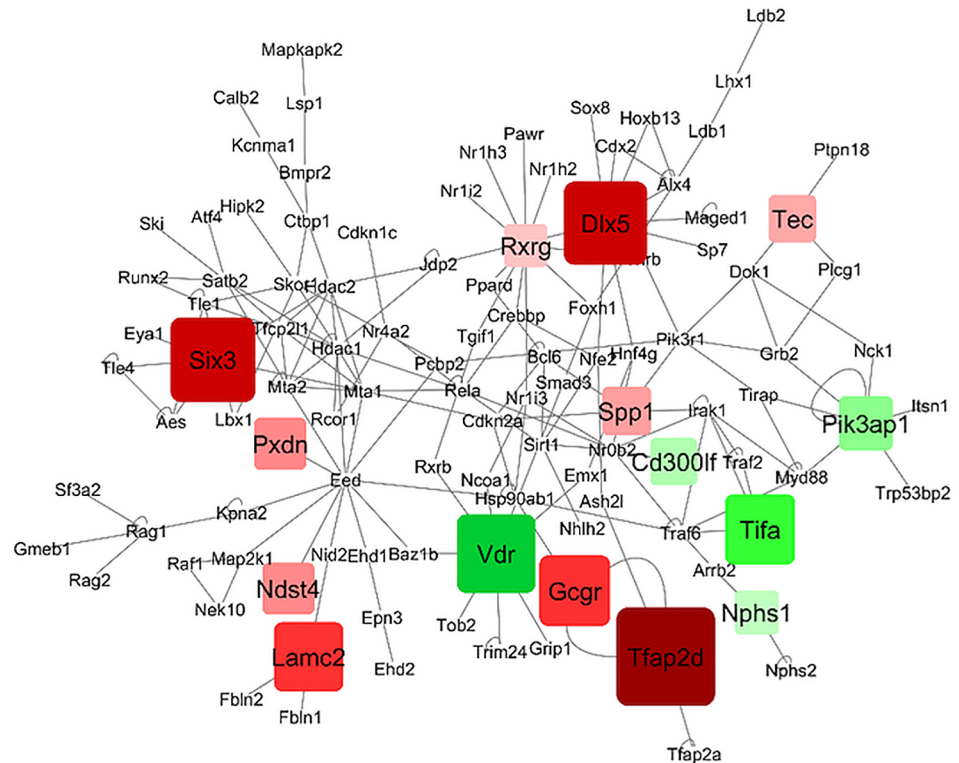 Ldb2
Mapkapk2
Lhx1
Calb2
Lsp1
Sox8
Hoxb13
Ldb1
Pawr
Kcnma1
Cdx2
Ptpn18
Nr1h3
Nr1h2
Bmpr2
Alx4
Nr1i2
Hipk2
Atf4
Ski
Ctbp1
Cdkn1c
Dlx5
Maged1
Tec
Rxrg
Sp7
Jdp2
Dok1
Plcg1
Runx2
Satb2
Hdac2
Ppard
Tle1
Foxh1
Crebbp
Eya1
Tfcp2l1
Nr4a2
Tgif1
Pik3r1
Hdac1
Six3
Tle4
Pcbp2
Bcl6
Hnf4g
Grb2
Nck1
Mta2
Mta1
Rela
Smad3
Nr1i3
Tirap
Aes
Lbx1
Rcor1
Cdkn2a
Spp1
Irak1
Pik3ap1
Itsn1
Pxdn
Sirt1
Nr0b2
Cd300lf
Traf2
Rxrb
Ncoa1
Emx1
Myd88
Eed
Sf3a2
Hsp90ab1
Ash2l
Trp53bp2
Kpna2
Rag1
Nhlh2
Traf6
Tifa
Gmeb1
Map2k1
Nid2
Ehd1
Baz1b
Vdr
Raf1
Arrb2
Rag2
Ndst4
Gcgr
Nek10
Epn3
Tob2
Nphs1
Trim24
Grip1
Lamc2
Ehd2
Tfap2d
Nphs2
Fbln2
Fbln1
Tfap2a